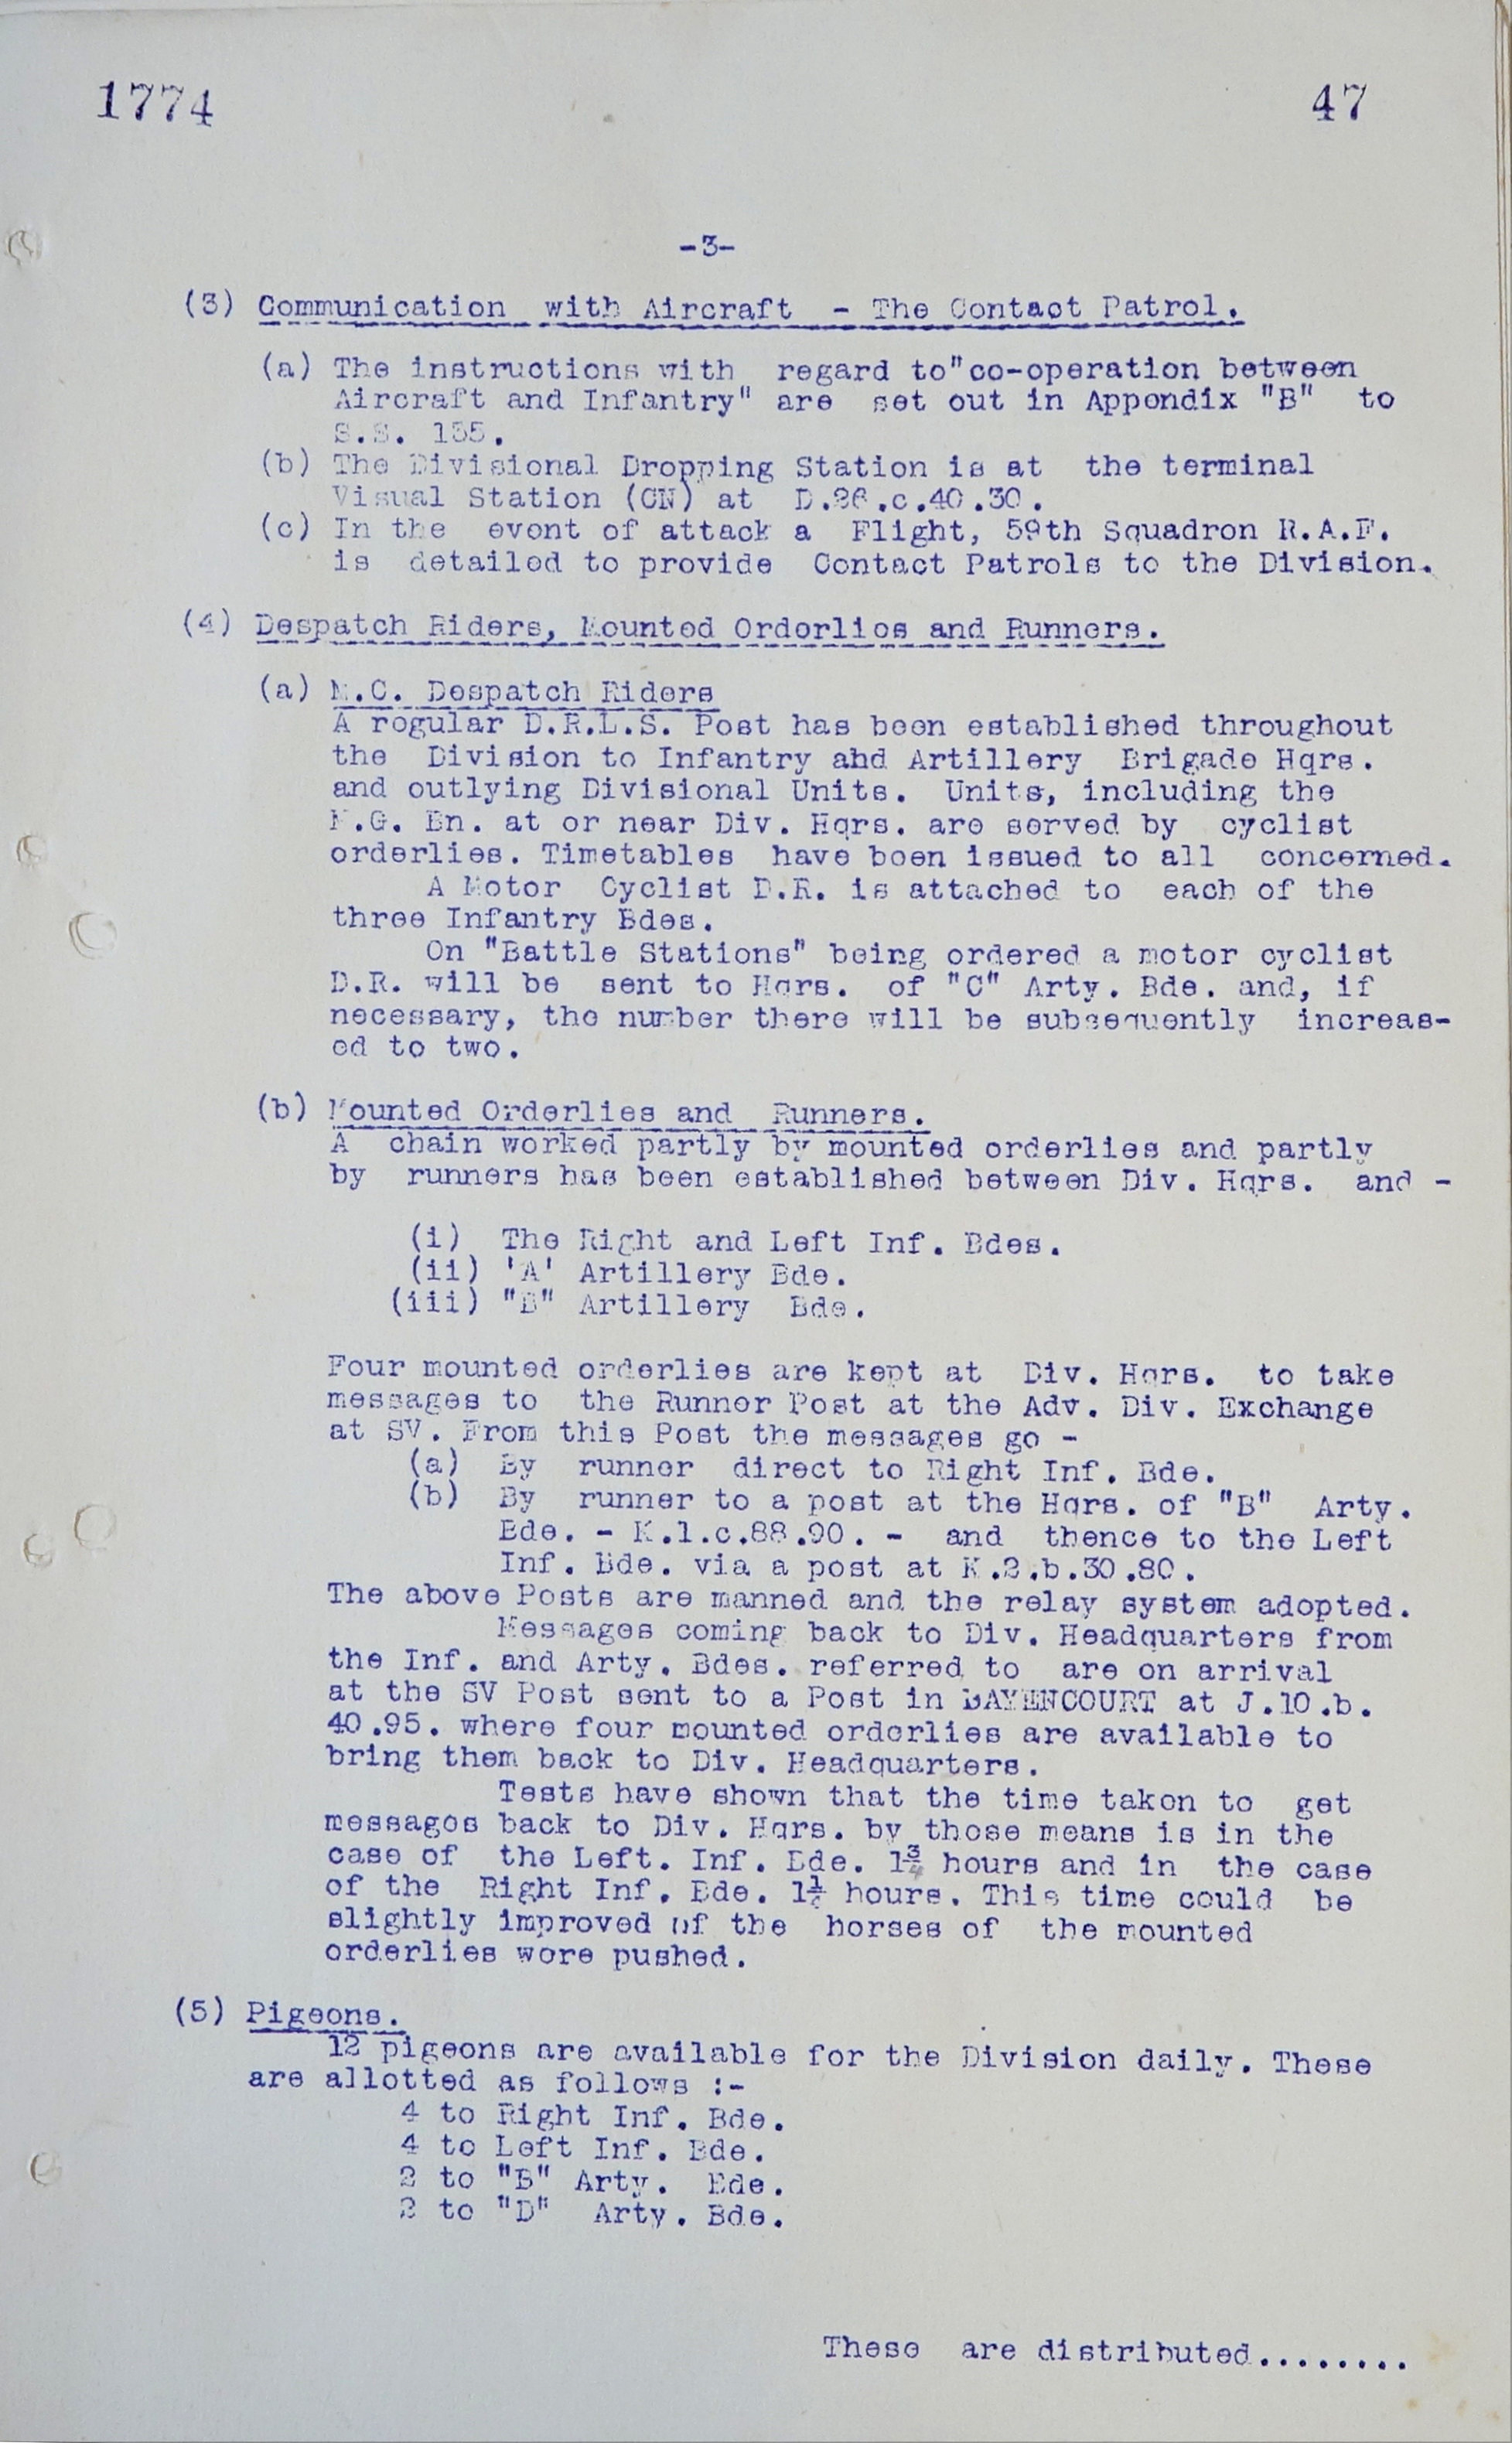 1774
47
-3-
(3) Communication with Aircraft - The Contact Patrol.
(a) The instructions with regard to"co-operation between
Aircraft and Infantry" are set out in Appendix "B" to
S.S. 135.
(b) The Divisional Dropping Station is at the terminal
Visual Station (CN) at D.26.c.40.30.
(c) In the event of attack a Flight, 59th Squadron R.A.F.
is detailed to provide Contact Patrols to the Division.
(4) Despatch Riders, Mounted Orderlies and Runners.
(a) M.C. Despatch Riders
A regular D.R.L.S. Post has been established throughout
the Division to Infantry ahd Artillery Brigade Hqrs.
and outlying Divisional Units. Units, including the
M.G. Bn. at or near Div. Hqrs. are served by cyclist
orderlies. Timetables have been issued to all concerned.
A Motor Cyclist D.R. is attached to each of the
three Infantry Bdes.
On "Battle Stations" being ordered a motor cyclist
D.R. will be sent to Hqrs. of "C" Arty. Bde. and, if
necessary, the number there will be subsequently increas-
ed to two.
(b) Mounted Orderlies and Runners.
A chain worked partly by mounted orderlies and partly
by runners has been established between Div. Hqrs. and -
(i) The Right and Left Inf. Bdes.
(ii) 'A' Artillery Bde.
(iii) "B" Artillery Bde.
Four mounted orderlies are kept at Div. Hqrs. to take
messages to the Runner Post at the Adv. Div. Exchange
at SV. From this Post the messages go -
(a) By runner direct to Right Inf. Bde.
(b) By runner to a post at the Hqrs. of "B" Arty.
Bde. - K.1.c.88.90. - and thence to the Left
Inf. Bde. via a post at K.2.b.30.80.
The above Posts are manned and the relay system adopted.
Messages coming back to Div. Headquarters from
the Inf. and Arty. Bdes. referred to are on arrival
at the SV Post sent to a Post in BAYENCOURT at J.10.b.
40.95. where four mounted orderlies are available to
bring them back to Div. Headquarters.
Tests have shown that the time taken to get
messages back to Div. Hqrs. by those means is in the
case of the Left. Inf. Bde. 1¾ hours and in the case
of the Right Inf. Bde. 1½ hours. This time could be
slightly improved if the horses of the mounted
orderlies were pushed.
(5) Pigeons.
12 pigeons are available for the Division daily. These
are allotted as follows :-
4 to Right Inf. Bde.
4 to Left Inf. Bde.
2 to "B" Arty. Bde.
2 to "D" Arty. Bde.
These are distributed........